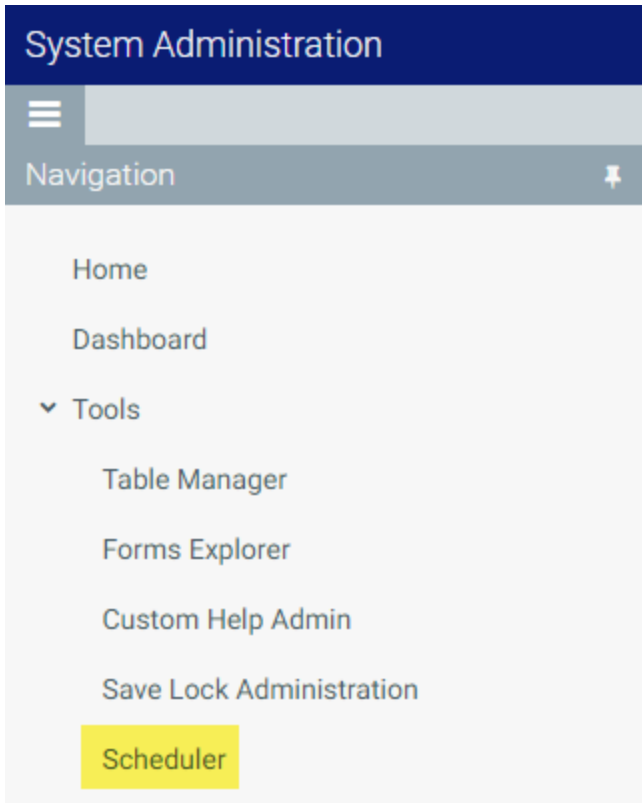 System Administration
Navigation
Home
Dashboard
Tools
Table Manager
Forms Explorer
Custom Help Admin
Save Lock Administration
Scheduler